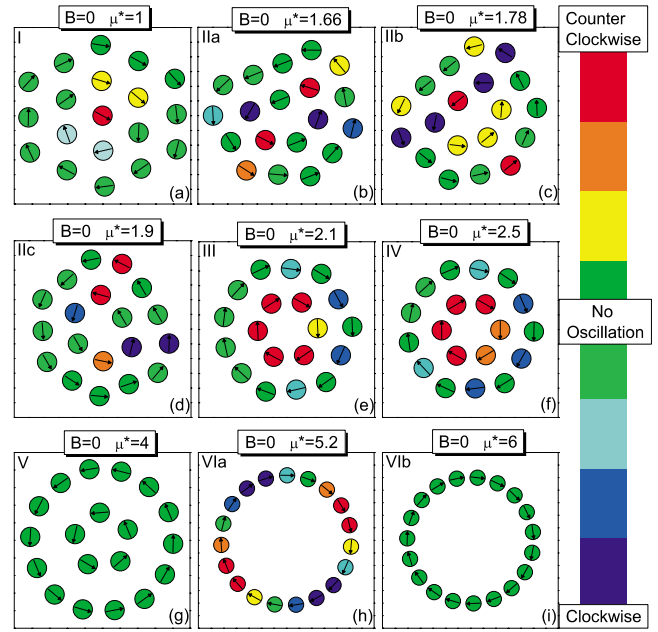 B=0 μ*=1
I
(a)
B=0 μ*=1.66
IIa
(b)
B=0 μ*=1.78
IIb
(c)
B=0 μ*=1.9
IIc
(d)
B=0 μ*=2.1
III
(e)
B=0 μ*=2.5
IV
(f)
B=0 μ*=4
V
(g)
B=0 μ*=5.2
VIa
(h)
B=0 μ*=6
VIb
(i)
Counter
Clockwise
No
Oscillation
Clockwise